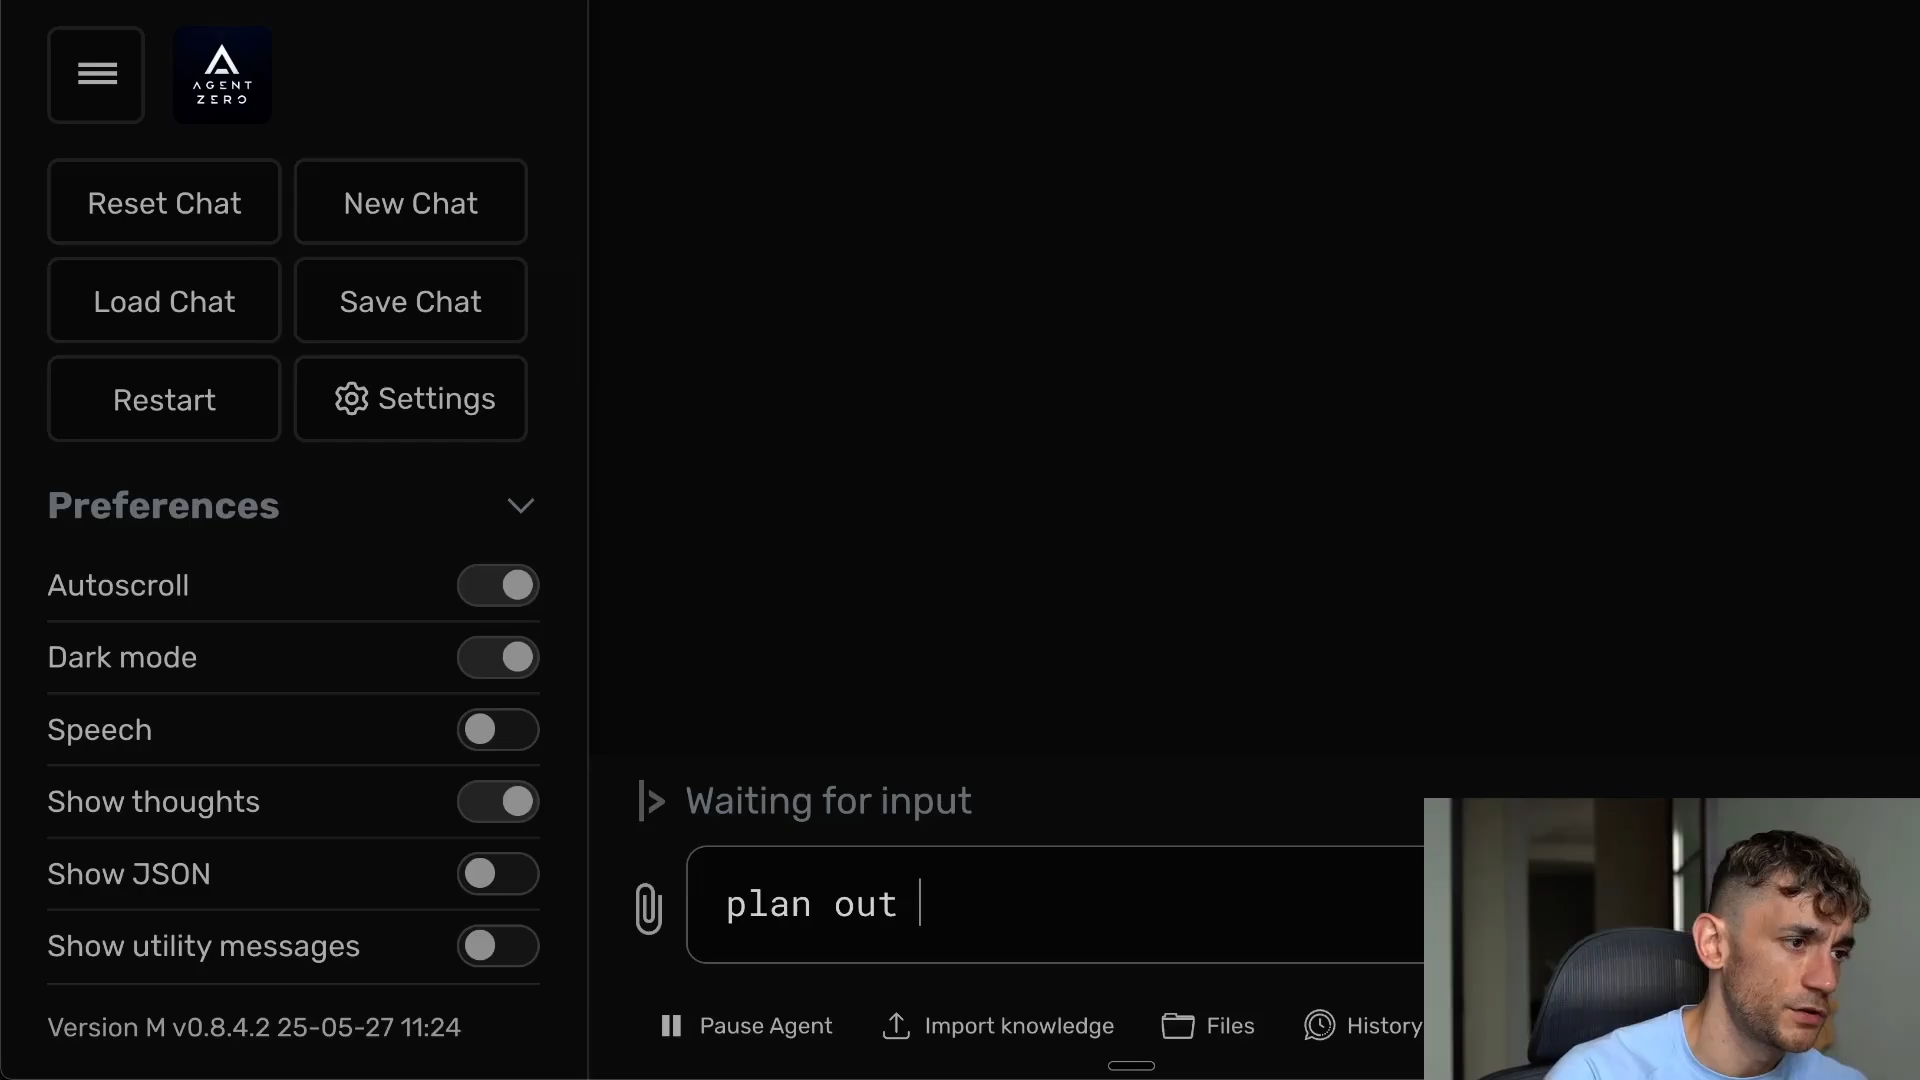 AGENT
ZERO
Reset Chat
New Chat
Load Chat
Save Chat
Restart
Settings
Preferences
Autoscroll
Dark mode
Speech
Show thoughts
Show JSON
Show utility messages
Version M v0.8.4.2 25-05-27 11:24
Waiting for input
plan out
Pause Agent
Import knowledge
Files
History